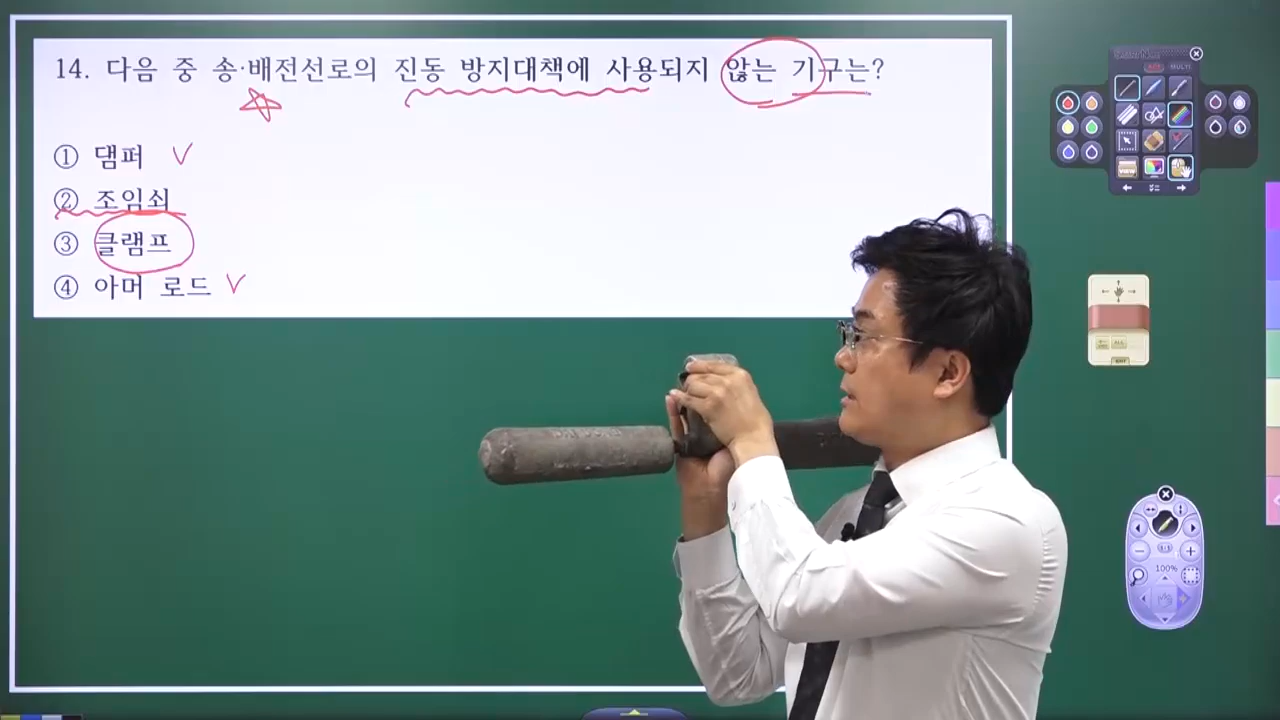 14. 다음 중 송·배전선로의 진동 방지대책에 사용되지 않는 기구는?
① 댐퍼
② 조임쇠
③ 클램프
④ 아머 로드
100%